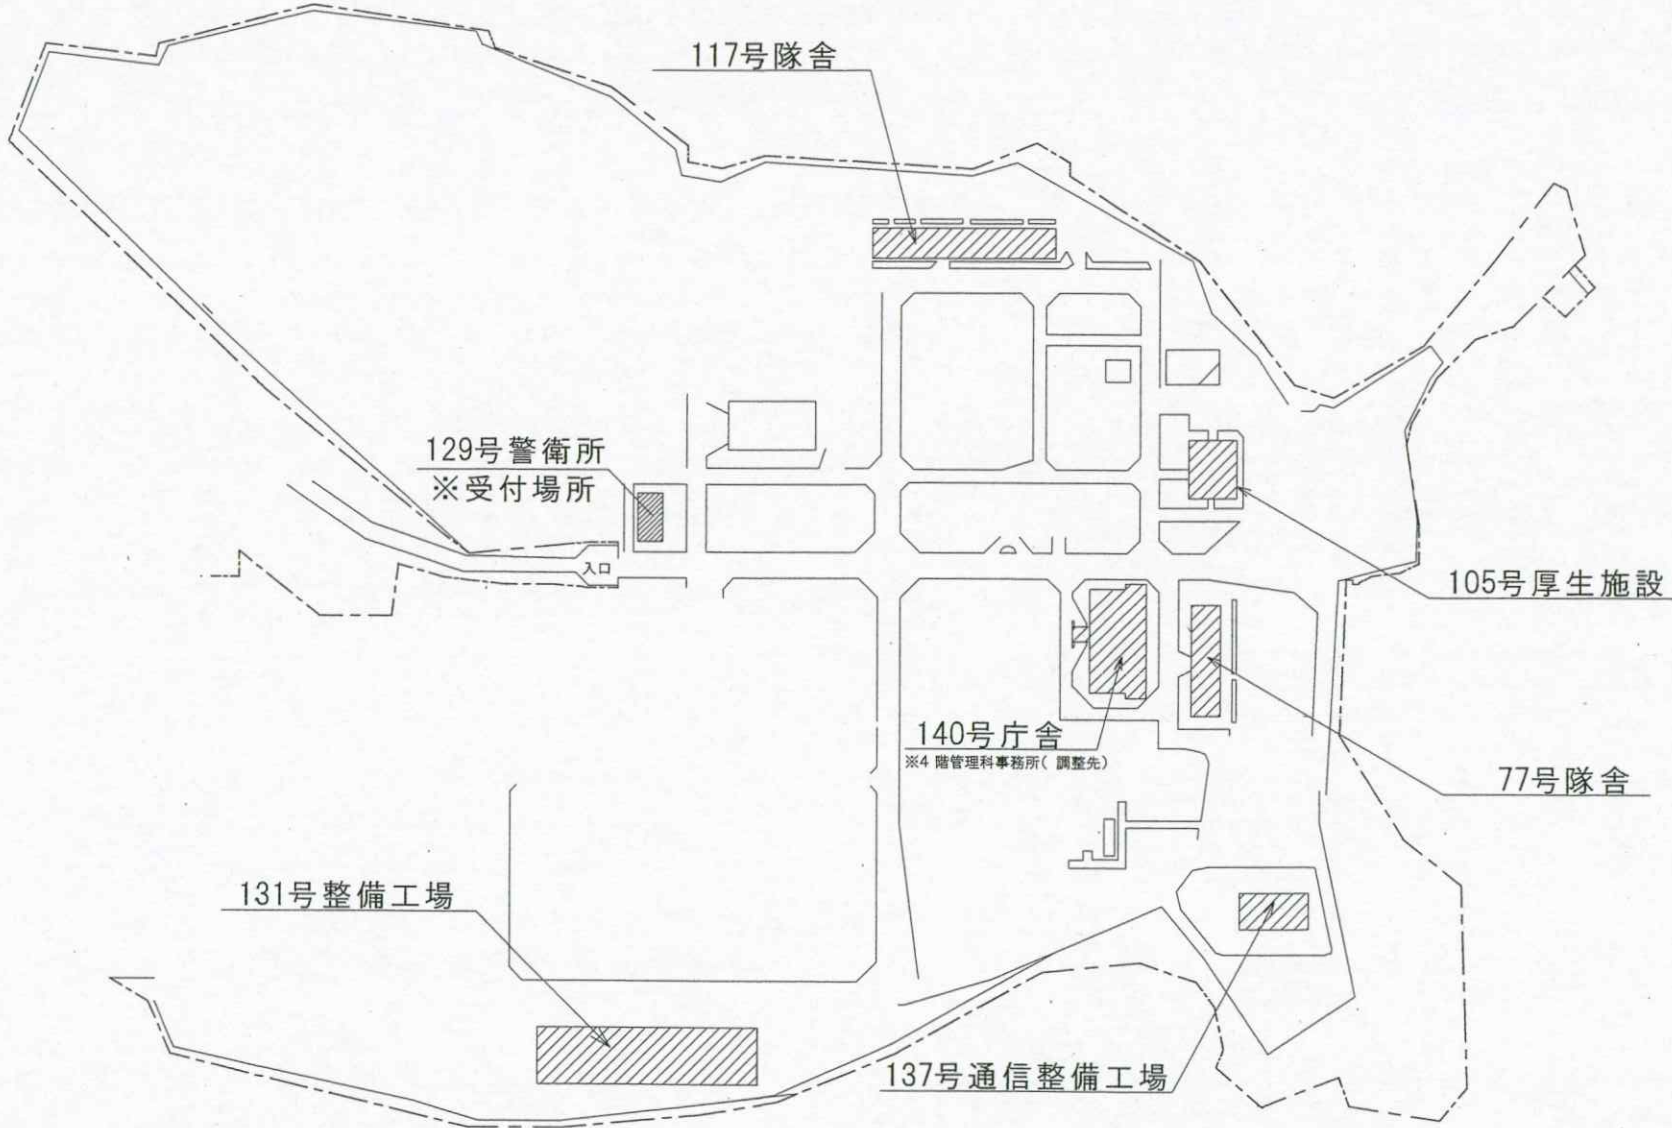 117号隊舎
129号警衛所
※受付場所
入口
105号厚生施設
140号庁舎
※4 階管理科事務所( 調整先)
77号隊舎
131号整備工場
137号通信整備工場